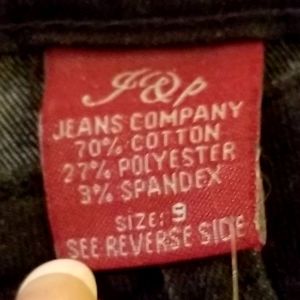 J&P
JEANS COMPANY
70% COTTON
27% POLYESTER
3% SPANDEX
SIZE: 9
SEE REVERSE SIDE